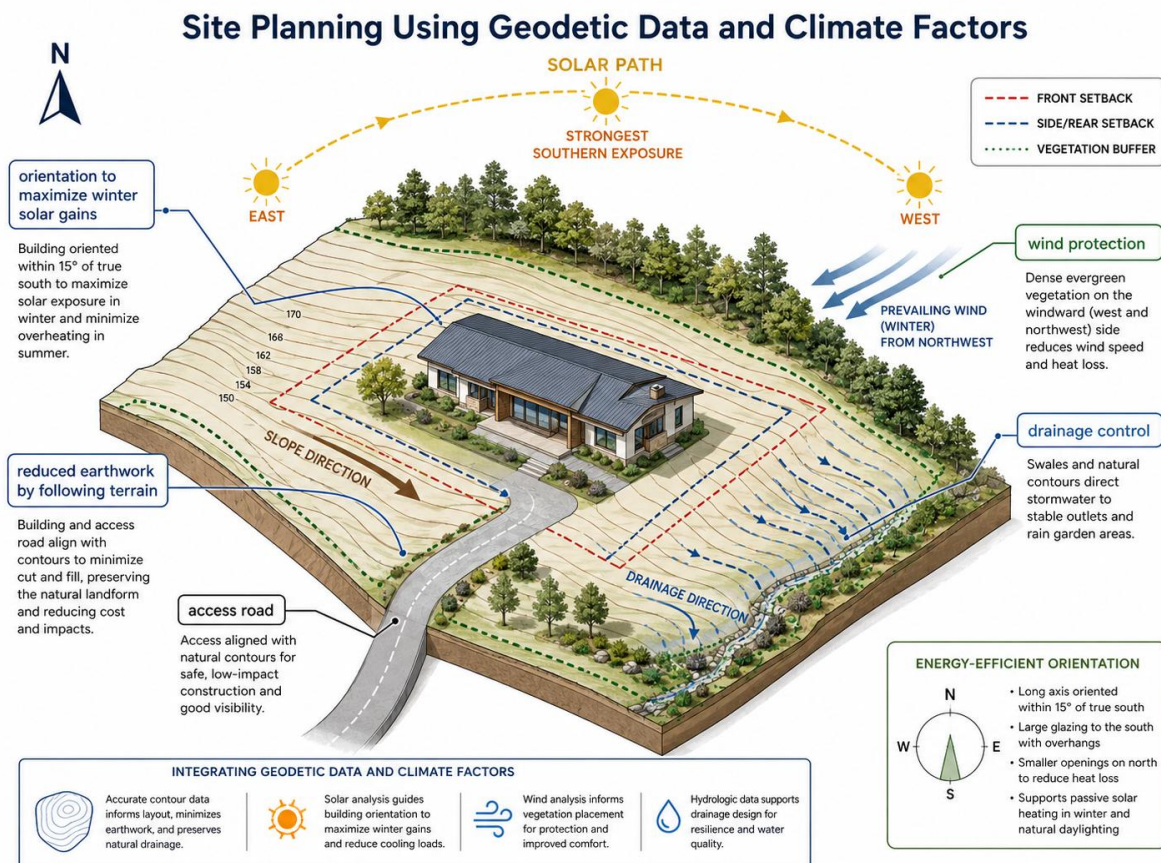 Site Planning Using Geodetic Data and Climate Factors
N
SOLAR PATH
STRONGEST
SOUTHERN EXPOSURE
EAST
WEST
FRONT SETBACK
SIDE/REAR SETBACK
VEGETATION BUFFER
orientation to
maximize winter
solar gains
Building oriented
within 15° of true
south to maximize
solar exposure in
winter and minimize
overheating in
summer.
wind protection
Dense evergreen
vegetation on the
windward (west and
northwest) side
reduces wind speed
and heat loss.
PREVAILING WIND
(WINTER)
FROM NORTHWEST
170
166
162
158
154
150
SLOPE DIRECTION
drainage control
Swales and natural
contours direct
stormwater to
stable outlets and
rain garden areas.
reduced earthwork
by following terrain
Building and access
road align with
contours to minimize
cut and fill, preserving
the natural landform
and reducing cost
and impacts.
DRAINAGE DIRECTION
access road
Access aligned with
natural contours for
safe, low-impact
construction and
good visibility.
ENERGY-EFFICIENT ORIENTATION
N
W
E
S
• Long axis oriented
within 15° of true south
• Large glazing to the south
with overhangs
• Smaller openings on north
to reduce heat loss
• Supports passive solar
heating in winter and
natural daylighting
INTEGRATING GEODETIC DATA AND CLIMATE FACTORS
Accurate contour data
informs layout, minimizes
earthwork, and preserves
natural drainage.
Solar analysis guides
building orientation to
maximize winter gains
and reduce cooling loads.
Wind analysis informs
vegetation placement
for protection and
improved comfort.
Hydrologic data supports
drainage design for
resilience and water
quality.